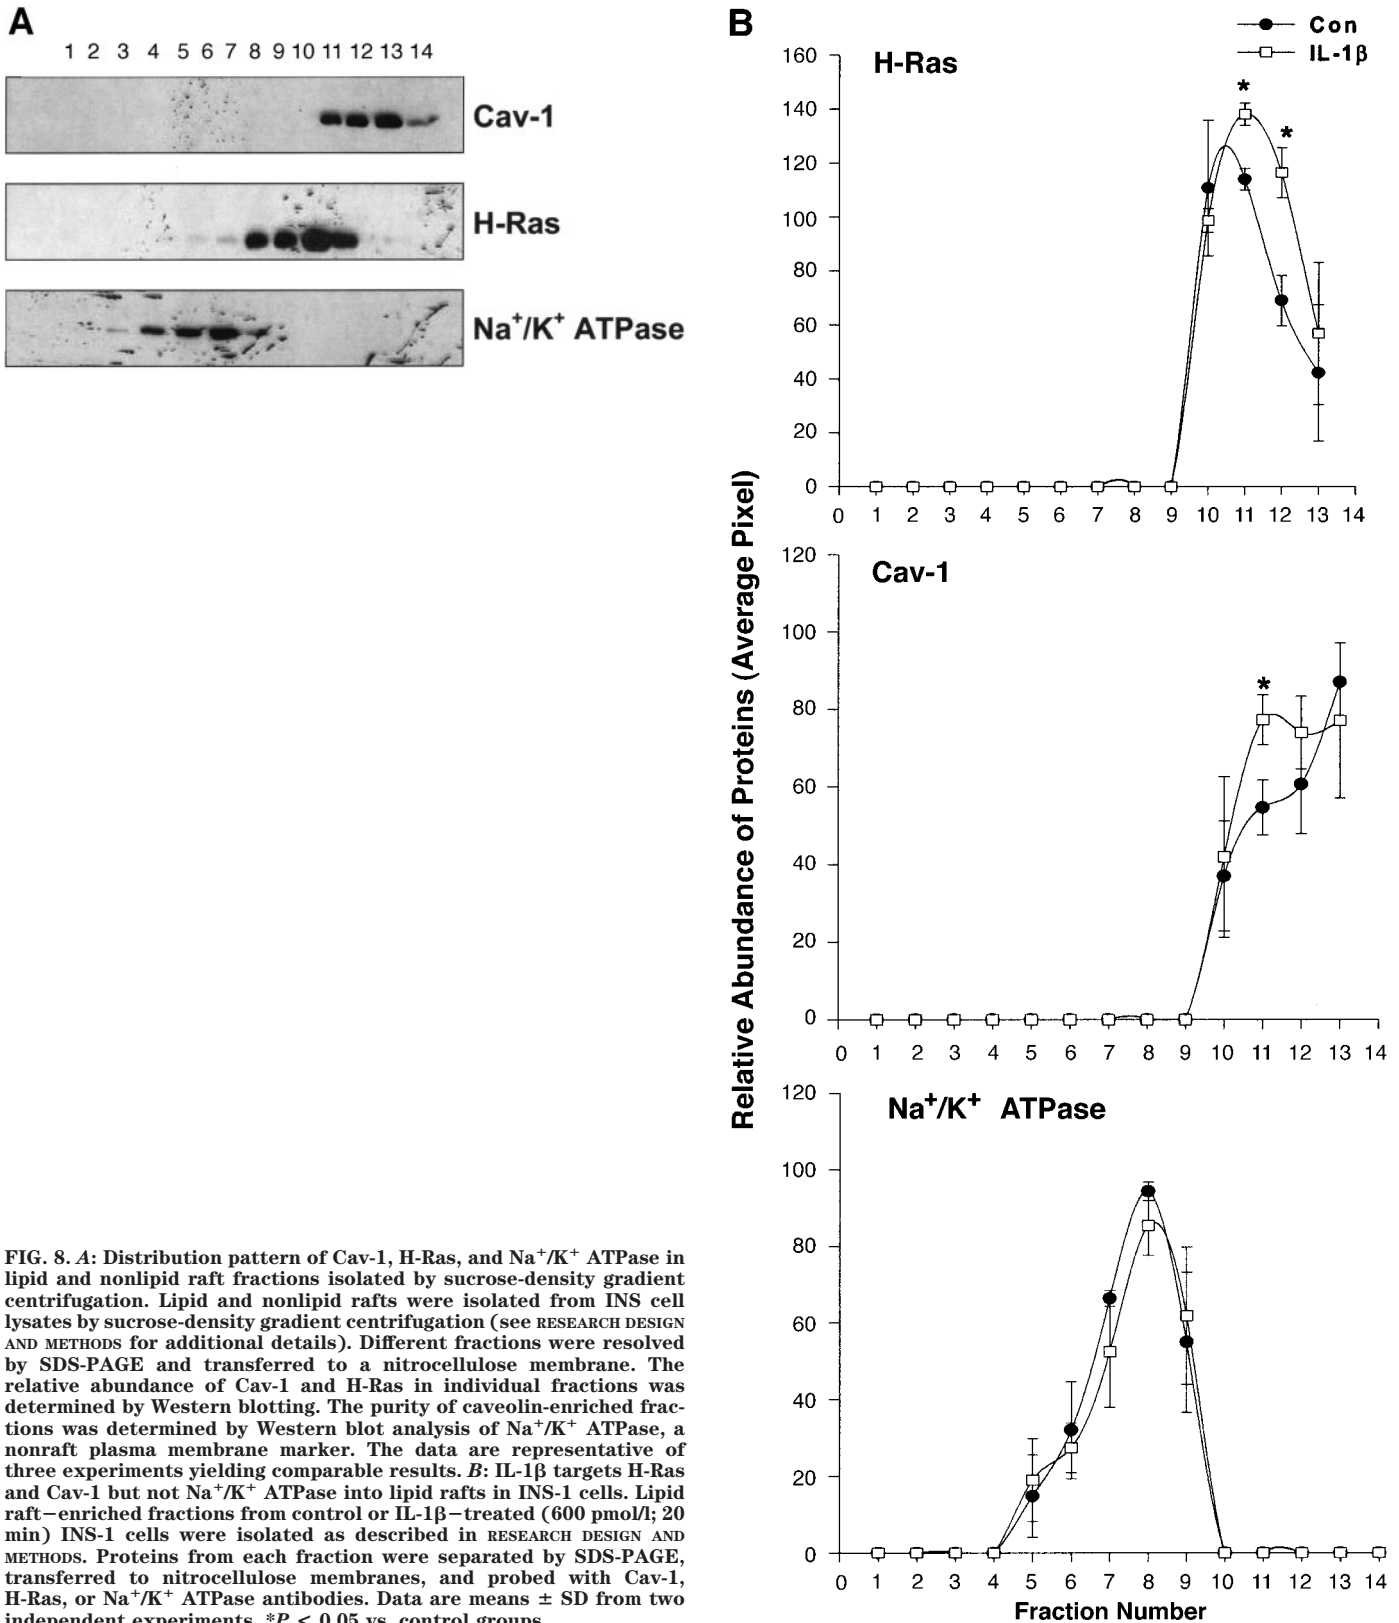 A
1 2 3 4 5 6 7 8 9 10 11 12 13 14
Cav-1
H-Ras
Na+/K+ ATPase
FIG. 8. A: Distribution pattern of Cav-1, H-Ras, and Na+/K+ ATPase in
lipid and nonlipid raft fractions isolated by sucrose-density gradient
centrifugation. Lipid and nonlipid rafts were isolated from INS cell
lysates by sucrose-density gradient centrifugation (see RESEARCH DESIGN
AND METHODS for additional details). Different fractions were resolved
by SDS-PAGE and transferred to a nitrocellulose membrane. The
relative abundance of Cav-1 and H-Ras in individual fractions was
determined by Western blotting. The purity of caveolin-enriched frac-
tions was determined by Western blot analysis of Na+/K+ ATPase, a
nonraft plasma membrane marker. The data are representative of
three experiments yielding comparable results. B: IL-1β targets H-Ras
and Cav-1 but not Na+/K+ ATPase into lipid rafts in INS-1 cells. Lipid
raft−enriched fractions from control or IL-1β−treated (600 pmol/l; 20
min) INS-1 cells were isolated as described in RESEARCH DESIGN AND
METHODS. Proteins from each fraction were separated by SDS-PAGE,
transferred to nitrocellulose membranes, and probed with Cav-1,
H-Ras, or Na+/K+ ATPase antibodies. Data are means ± SD from two
independent experiments. *P < 0.05 vs. control groups.
B
Con
IL-1β
Relative Abundance of Proteins (Average Pixel)
H-Ras
160
140
120
100
80
60
40
20
0
*
*
0 1 2 3 4 5 6 7 8 9 10 11 12 13 14
Cav-1
120
100
80
60
40
20
0
*
0 1 2 3 4 5 6 7 8 9 10 11 12 13 14
Na+/K+ ATPase
120
100
80
60
40
20
0
0 1 2 3 4 5 6 7 8 9 10 11 12 13 14
Fraction Number